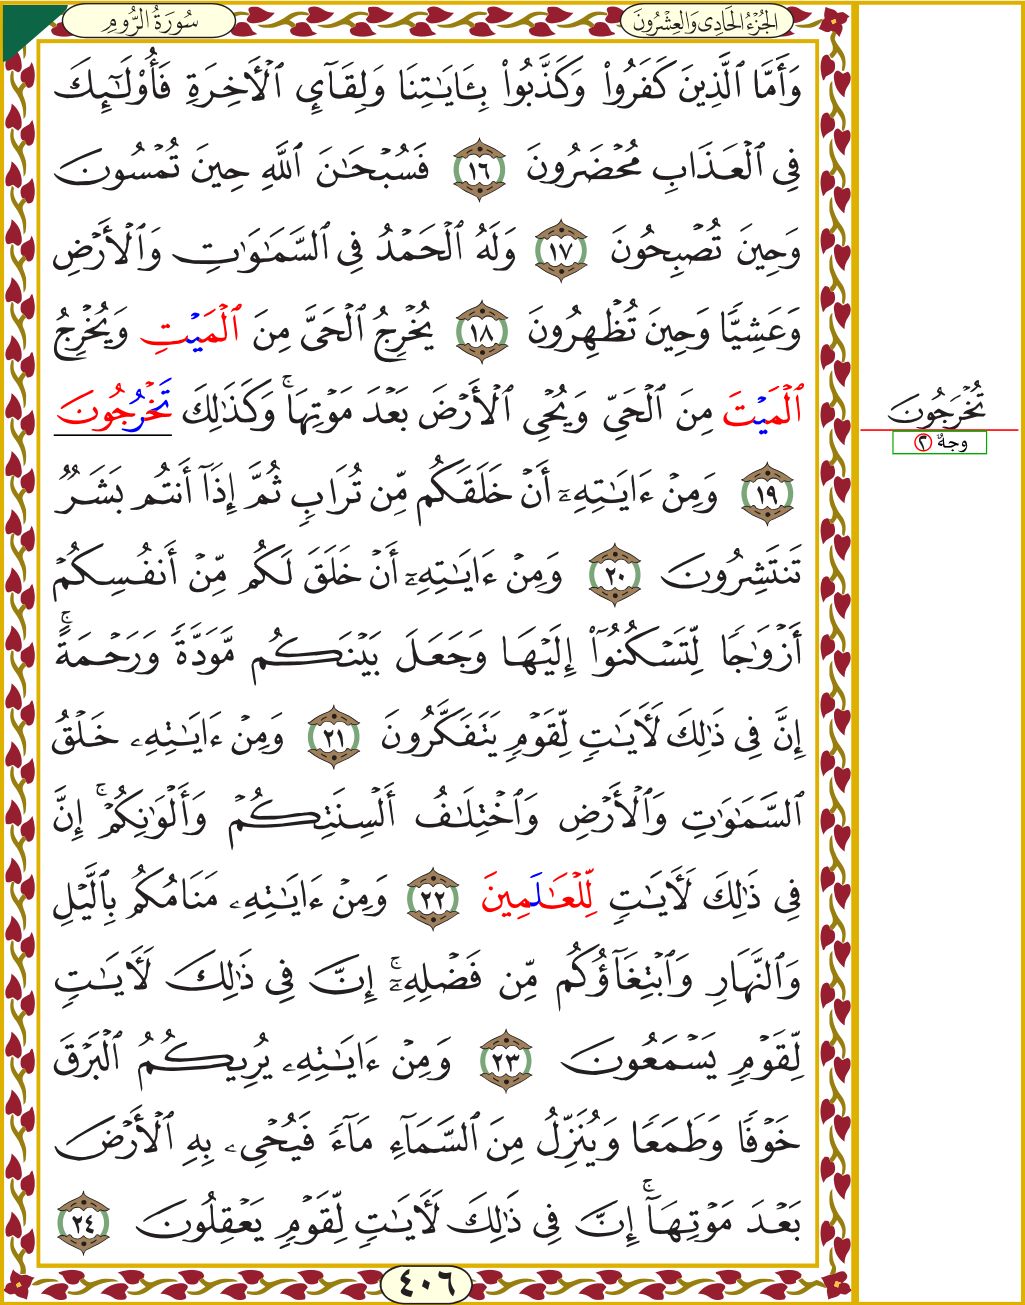 الجُزْءُ الحَادِى وَالعِشْرُونَ
سُورَةُ الرُّومِ
وَأَمَّا ٱلَّذِينَ كَفَرُواْ وَكَذَّبُواْ بِـَٔايَـٰتِنَا وَلِقَآيِٕ ٱلْأَخِرَةِ فَأُوْلَـٰٓئِكَ
فِى ٱلْعَذَابِ مُحْضَرُونَ ١٦ فَسُبْحَـٰنَ ٱللَّهِ حِينَ تُمْسُونَ
وَحِينَ تُصْبِحُونَ ١٧ وَلَهُ ٱلْحَمْدُ فِى ٱلسَّمَـٰوَٰتِ وَٱلْأَرْضِ
وَعَشِيًّا وَحِينَ تُظْهِرُونَ ١٨ يُخْرِجُ ٱلْحَىَّ مِنَ ٱلْمَيْتِ وَيُخْرِجُ
ٱلْمَيْتَ مِنَ ٱلْحَىِّ وَيُحْىِ ٱلْأَرْضَ بَعْدَ مَوْتِهَا ۚ وَكَذَٰلِكَ تَخْرُجُونَ
١٩ وَمِنْ ءَايَـٰتِهِۦٓ أَنْ خَلَقَكُم مِّن تُرَابٍ ثُمَّ إِذَآ أَنتُم بَشَرٌ
تَنتَشِرُونَ ٢٠ وَمِنْ ءَايَـٰتِهِۦٓ أَنْ خَلَقَ لَكُم مِّنْ أَنفُسِكُمْ
أَزْوَٰجًا لِّتَسْكُنُوٓاْ إِلَيْهَا وَجَعَلَ بَيْنَكُم مَّوَدَّةً وَرَحْمَةً ۚ
إِنَّ فِى ذَٰلِكَ لَأَيَـٰتٍ لِّقَوْمٍ يَتَفَكَّرُونَ ٢١ وَمِنْ ءَايَـٰتِهِۦ خَلْقُ
ٱلسَّمَـٰوَٰتِ وَٱلْأَرْضِ وَٱخْتِلَـٰفُ أَلْسِنَتِكُمْ وَأَلْوَٰنِكُمْ ۚ إِنَّ
فِى ذَٰلِكَ لَأَيَـٰتٍ لِّلْعَـٰلَمِينَ ٢٢ وَمِنْ ءَايَـٰتِهِۦ مَنَامُكُم بِٱلَّيْلِ
وَٱلنَّهَارِ وَٱبْتِغَآؤُكُم مِّن فَضْلِهِۦٓ ۚ إِنَّ فِى ذَٰلِكَ لَأَيَـٰتٍ
لِّقَوْمٍ يَسْمَعُونَ ٢٣ وَمِنْ ءَايَـٰتِهِۦ يُرِيكُمُ ٱلْبَرْقَ
خَوْفًا وَطَمَعًا وَيُنَزِّلُ مِنَ ٱلسَّمَآءِ مَآءً فَيُحْىِۦ بِهِ ٱلْأَرْضَ
بَعْدَ مَوْتِهَآ ۚ إِنَّ فِى ذَٰلِكَ لَأَيَـٰتٍ لِّقَوْمٍ يَعْقِلُونَ ٢٤
٤٠٦
تُخْرَجُونَ
وجهٌ ٢